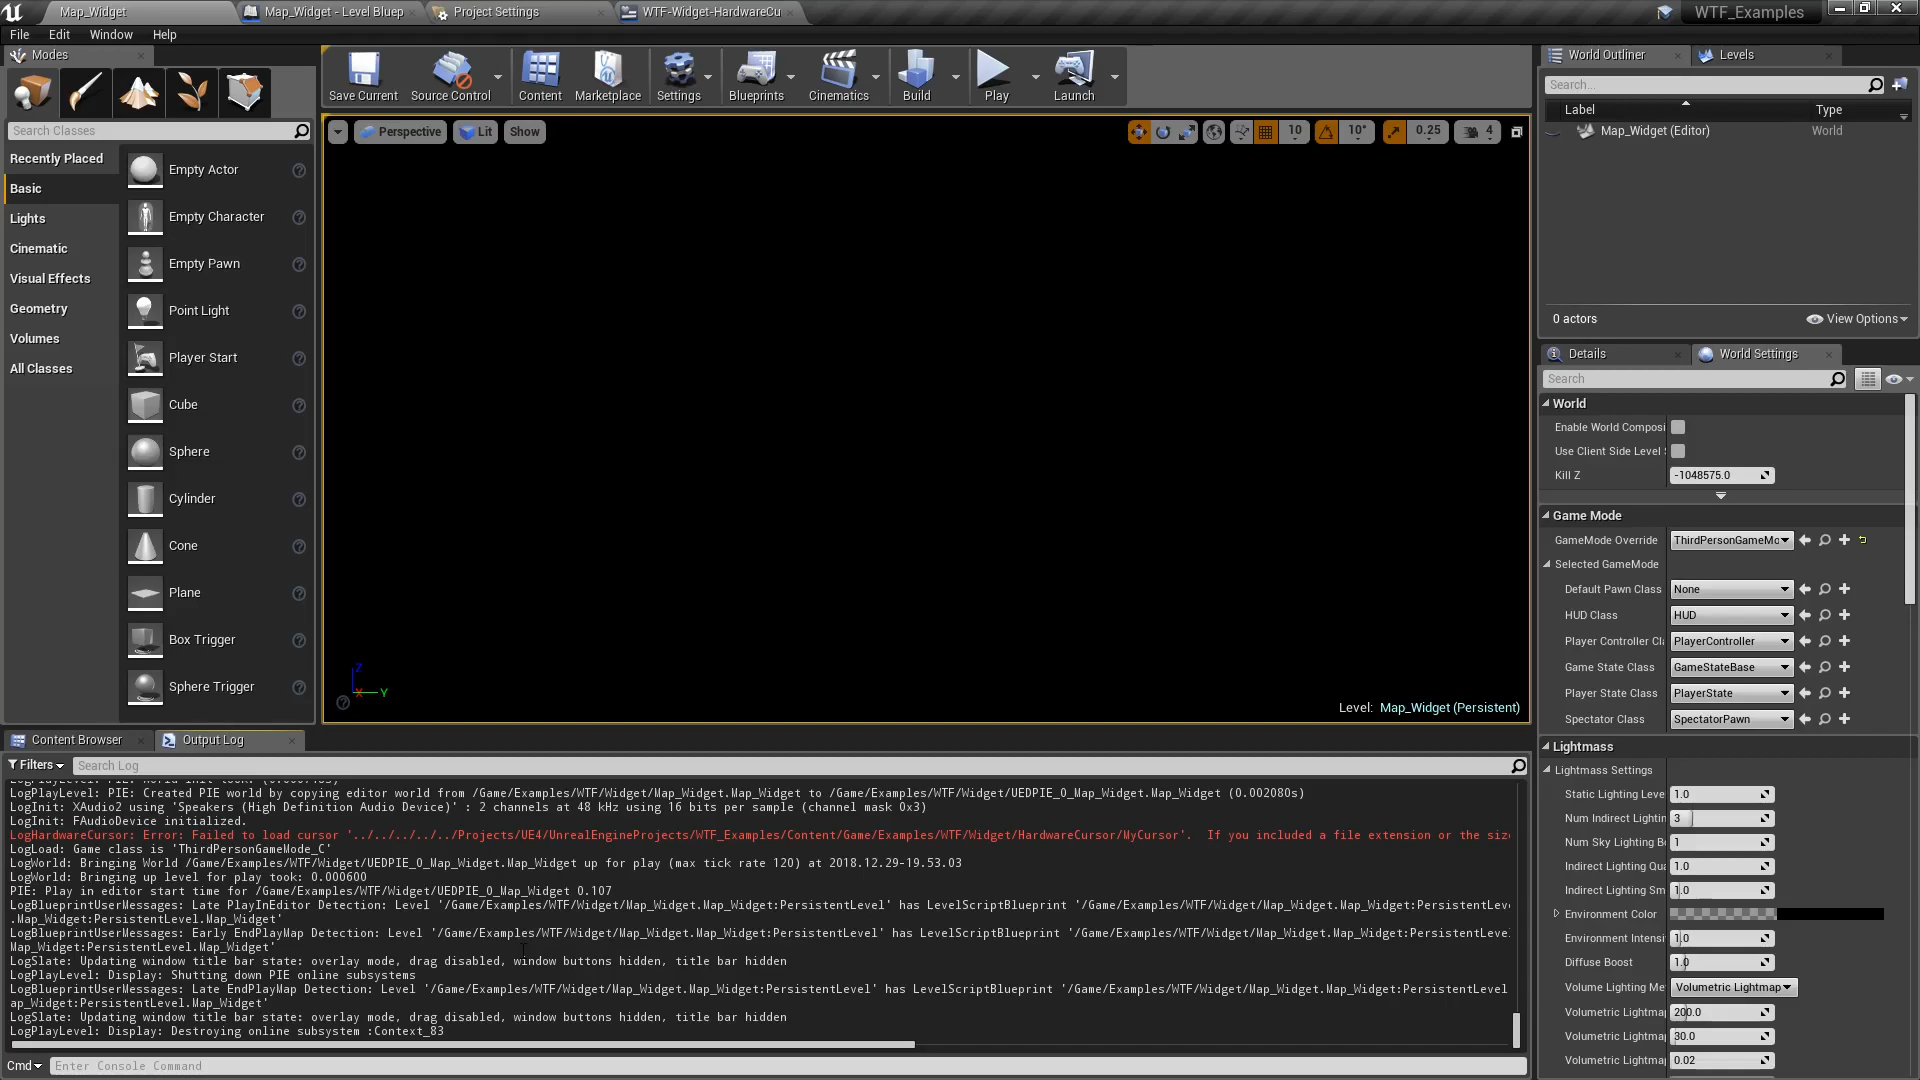 Map_Widget
Map_Widget - Level Bluep
Project Settings
WTF-Widget-HardwareCu
WTF_Examples
File
Edit
Window
Help
Modes
Save Current
Source Control
Content
Marketplace
Settings
Blueprints
Cinematics
Build
Play
Launch
World Outliner
Levels
Search...
Label
Type
Map_Widget (Editor)
World
0 actors
View Options
Search Classes
Recently Placed
Basic
Lights
Cinematic
Visual Effects
Geometry
Volumes
All Classes
Empty Actor
Empty Character
Empty Pawn
Point Light
Player Start
Cube
Sphere
Cylinder
Cone
Plane
Box Trigger
Sphere Trigger
Perspective
Lit
Show
10
10°
0.25
4
Z
X
Y
Level: Map_Widget (Persistent)
Details
World Settings
Search
World
Enable World Composi
Use Client Side Level
Kill Z
-1048575.0
Game Mode
GameMode Override
ThirdPersonGameMo
Selected GameMode
Default Pawn Class
None
HUD Class
HUD
Player Controller Cl
PlayerController
Game State Class
GameStateBase
Player State Class
PlayerState
Spectator Class
SpectatorPawn
Lightmass
Lightmass Settings
Static Lighting Leve
1.0
Num Indirect Lightin
3
Num Sky Lighting B
1
Indirect Lighting Qua
1.0
Indirect Lighting Sm
1.0
Environment Color
Environment Intensi
1.0
Diffuse Boost
1.0
Volume Lighting Me
Volumetric Lightmap
Volumetric Lightma
200.0
Volumetric Lightma
30.0
Volumetric Lightma
0.02
Content Browser
Output Log
Filters
Search Log
LogPlayLevel: PIE: Created PIE world by copying editor world from /Game/Examples/WTF/Widget/Map_Widget.Map_Widget to /Game/Examples/WTF/Widget/UEDPIE_0_Map_Widget.Map_Widget (0.002080s)
LogInit: XAudio2 using 'Speakers (High Definition Audio Device)' : 2 channels at 48 kHz using 16 bits per sample (channel mask 0x3)
LogInit: FAudioDevice initialized.
LogHardwareCursor: Error: Failed to load cursor '../../../../../Projects/UE4/UnrealEngineProjects/WTF_Examples/Content/Game/Examples/WTF/Widget/HardwareCursor/MyCursor'.  If you included a file extension or the size
LogLoad: Game class is 'ThirdPersonGameMode_C'
LogWorld: Bringing World /Game/Examples/WTF/Widget/UEDPIE_0_Map_Widget.Map_Widget up for play (max tick rate 120) at 2018.12.29-19.53.03
LogWorld: Bringing up level for play took: 0.000600
PIE: Play in editor start time for /Game/Examples/WTF/Widget/UEDPIE_0_Map_Widget 0.107
LogBlueprintUserMessages: Late PlayInEditor Detection: Level '/Game/Examples/WTF/Widget/Map_Widget.Map_Widget:PersistentLevel' has LevelScriptBlueprint '/Game/Examples/WTF/Widget/Map_Widget.Map_Widget:PersistentLeve
.Map_Widget:PersistentLevel.Map_Widget'
LogBlueprintUserMessages: Early EndPlayMap Detection: Level '/Game/Examples/WTF/Widget/Map_Widget.Map_Widget:PersistentLevel' has LevelScriptBlueprint '/Game/Examples/WTF/Widget/Map_Widget.Map_Widget:PersistentLevel
Map_Widget:PersistentLevel.Map_Widget'
LogSlate: Updating window title bar state: overlay mode, drag disabled, window buttons hidden, title bar hidden
LogPlayLevel: Display: Shutting down PIE online subsystems
LogBlueprintUserMessages: Late EndPlayMap Detection: Level '/Game/Examples/WTF/Widget/Map_Widget.Map_Widget:PersistentLevel' has LevelScriptBlueprint '/Game/Examples/WTF/Widget/Map_Widget.Map_Widget:PersistentLevel
ap_Widget:PersistentLevel.Map_Widget'
LogSlate: Updating window title bar state: overlay mode, drag disabled, window buttons hidden, title bar hidden
LogPlayLevel: Display: Destroying online subsystem :Context_83
Cmd
Enter Console Command